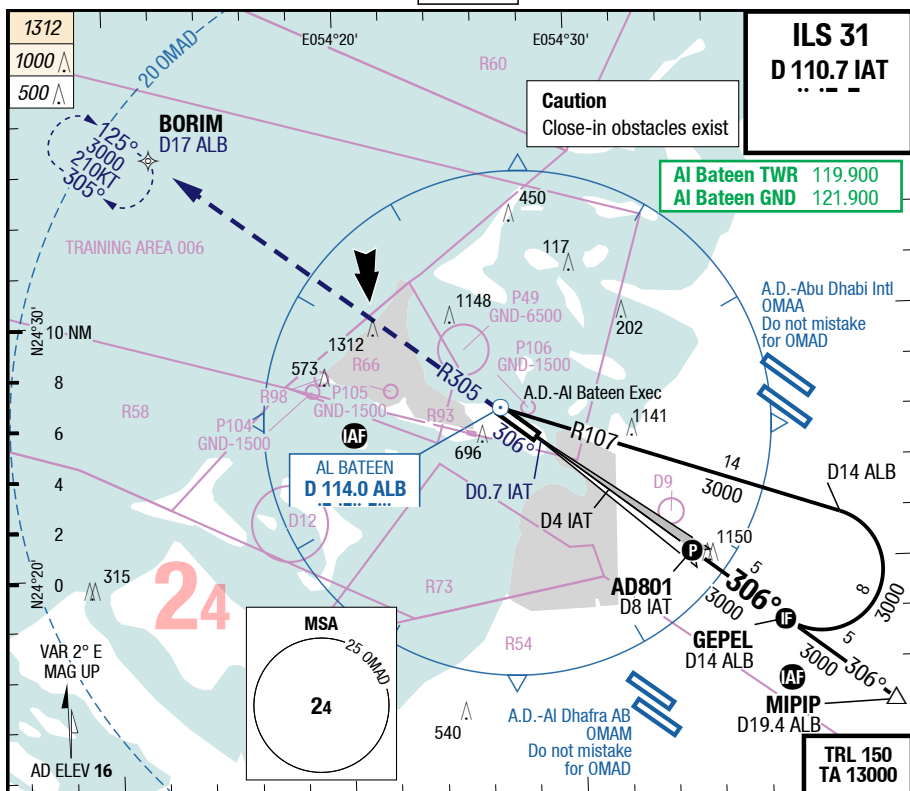 1312
1000
500
20 OMAD
E054°20'
E054°30'
R60
ILS 31
D 110.7 IAT
Caution
Close-in obstacles exist
BORIM
D17 ALB
125°
3000
210KT
305°
Al Bateen TWR 119.900
Al Bateen GND 121.900
450
TRAINING AREA 006
117
A.D.-Abu Dhabi Intl
OMAA
Do not mistake
for OMAD
N24°30'
10 NM
1148
P49
GND-6500
202
1312
P106
GND-1500
R66
573
R305
8
R98
P105
GND-1500
A.D.-Al Bateen Exec
R58
R93
1141
P104
GND-1500
IAF
6
696
306°
R107
AL BATEEN
D 114.0 ALB
D0.7 IAT
14
3000
D14 ALB
D9
4
D4 IAT
D12
2
1150
P
5
306°
3000
8
3000
AD801
D8 IAT
N24°20'
0
315
24
R73
IF
GEPEL
D14 ALB
5
3000
306°
MSA
25 OMAD
24
R54
VAR 2° E
MAG UP
IAF
MIPIP
D19.4 ALB
A.D.-Al Dhafra AB
OMAM
Do not mistake
for OMAD
540
AD ELEV 16
TRL 150
TA 13000